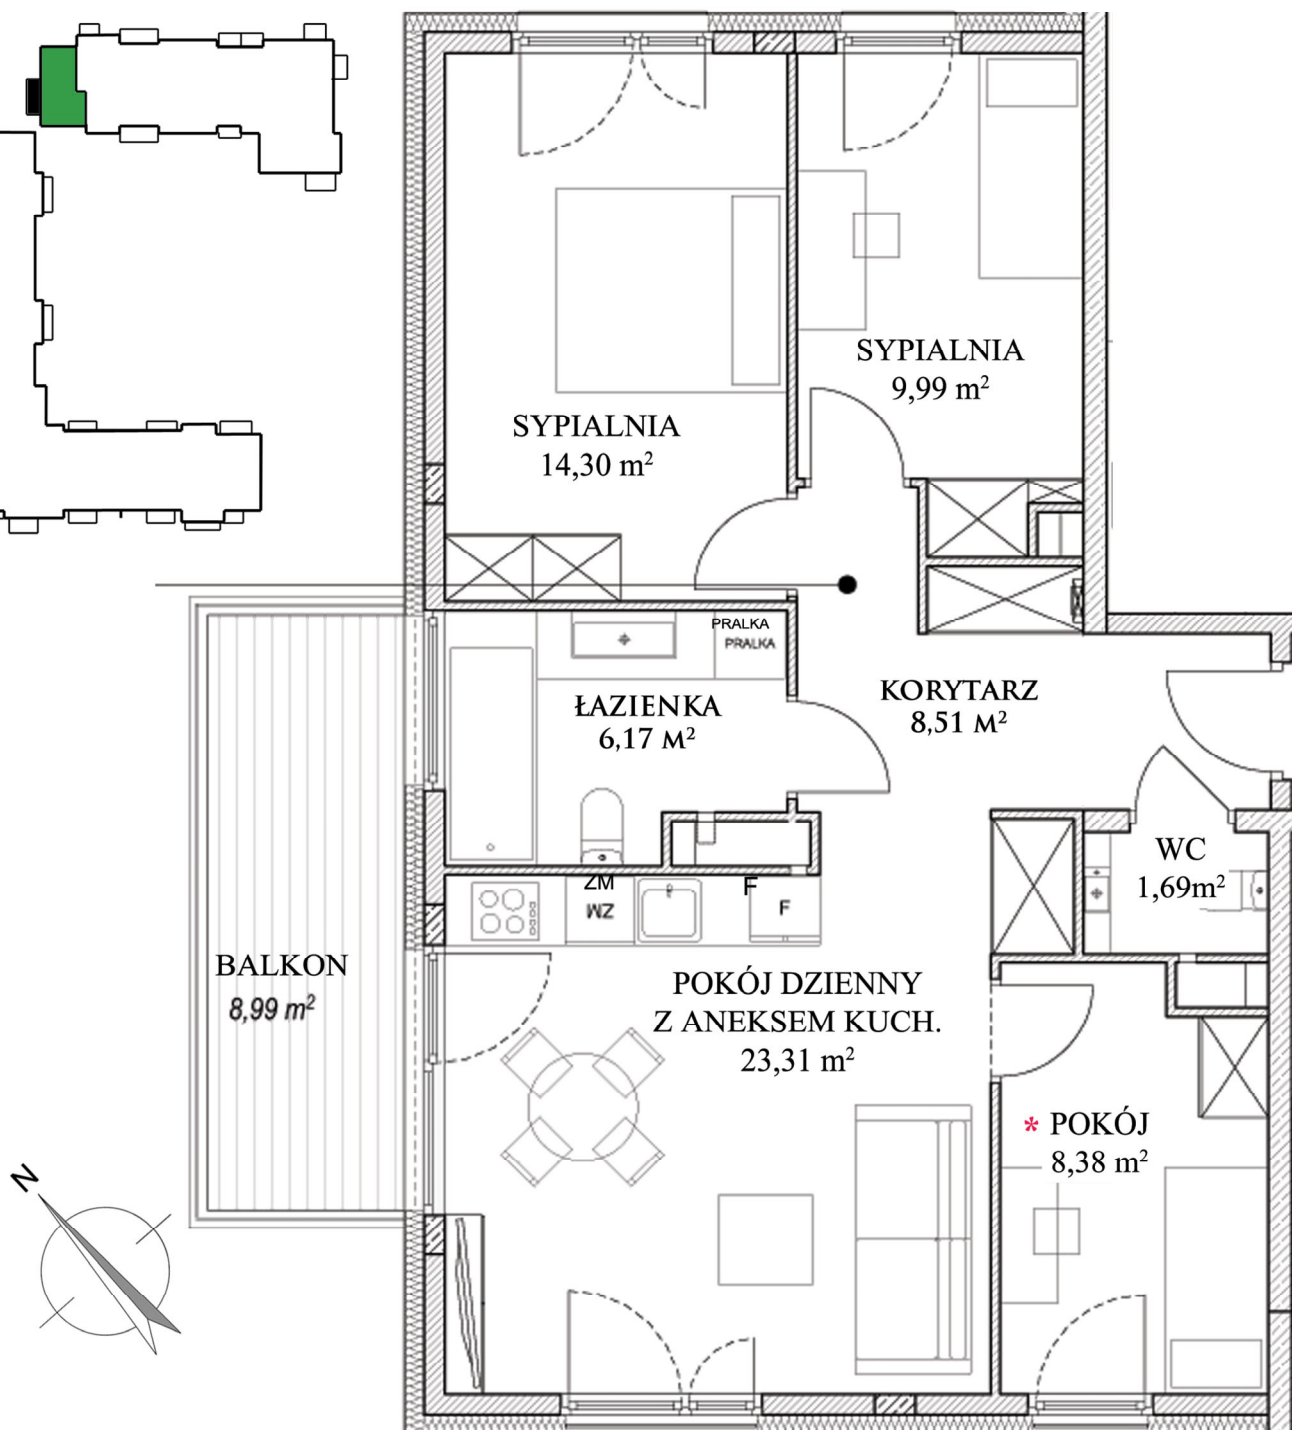 SYPIALNIA
9,99 m²
SYPIALNIA
14,30 m²
PRALKA
PRALKA
ŁAZIENKA
6,17 M²
KORYTARZ
8,51 M²
WC
1,69m²
ZM
ZM
F
F
BALKON
8,99 m²
POKÓJ DZIENNY
Z ANEKSEM KUCH.
23,31 m²
* POKÓJ
8,38 m²
N